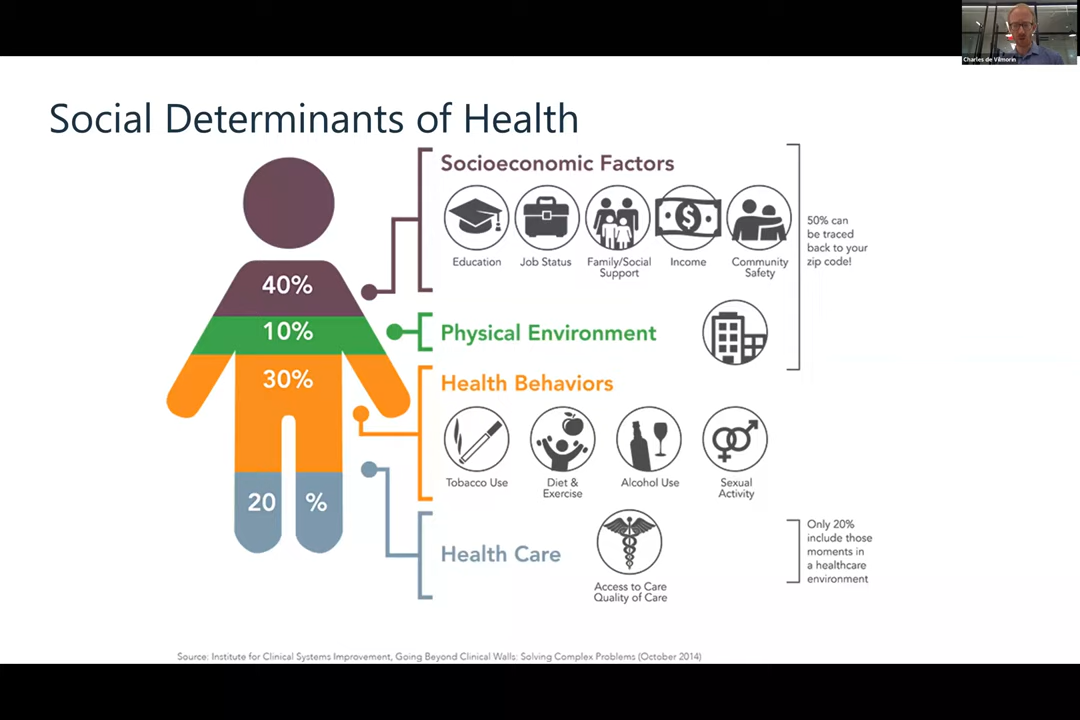 Charles de Vilmorin
Social Determinants of Health
Socioeconomic Factors
Education
Job Status
Family/Social
Support
Income
Community
Safety
50% can
be traced
back to your
zip code!
40%
10%
Physical Environment
30%
Health Behaviors
Tobacco Use
Diet &
Exercise
Alcohol Use
Sexual
Activity
20 %
Health Care
Access to Care
Quality of Care
Only 20%
include those
moments in
a healthcare
environment
Source: Institute for Clinical Systems Improvement, Going Beyond Clinical Walls: Solving Complex Problems (October 2014)